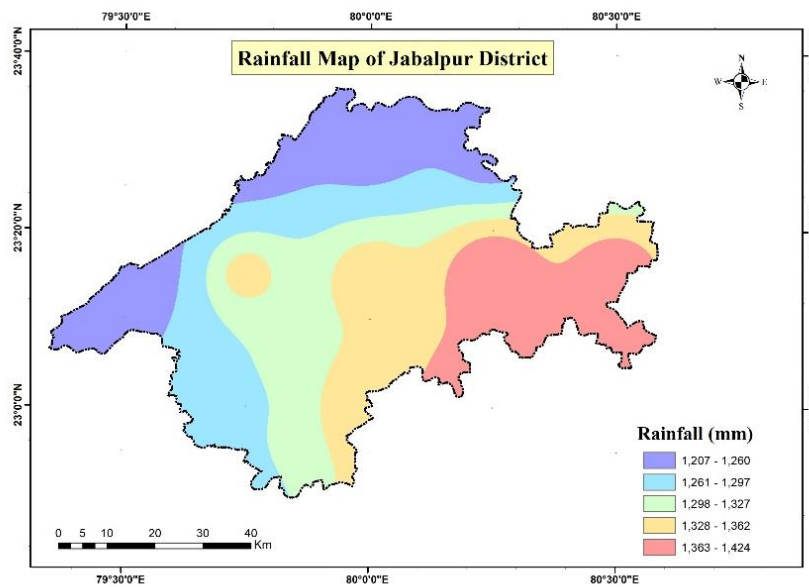 79°30'0"E 80°0'0"E 80°30'0"E
23°40'0"N
Rainfall Map of Jabalpur District
N
W E
S
23°20'0"N
23°0'0"N
Rainfall (mm)
1,207 - 1,260
1,261 - 1,297
1,298 - 1,327
1,328 - 1,362
1,363 - 1,424
0 5 10 20 30 40
Km
79°30'0"E 80°0'0"E 80°30'0"E